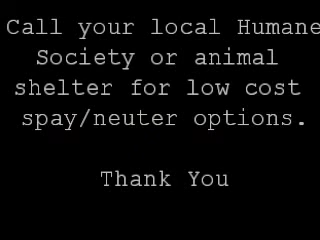 Call your local Humane
Society or animal
shelter for low cost
spay/neuter options.
Thank You